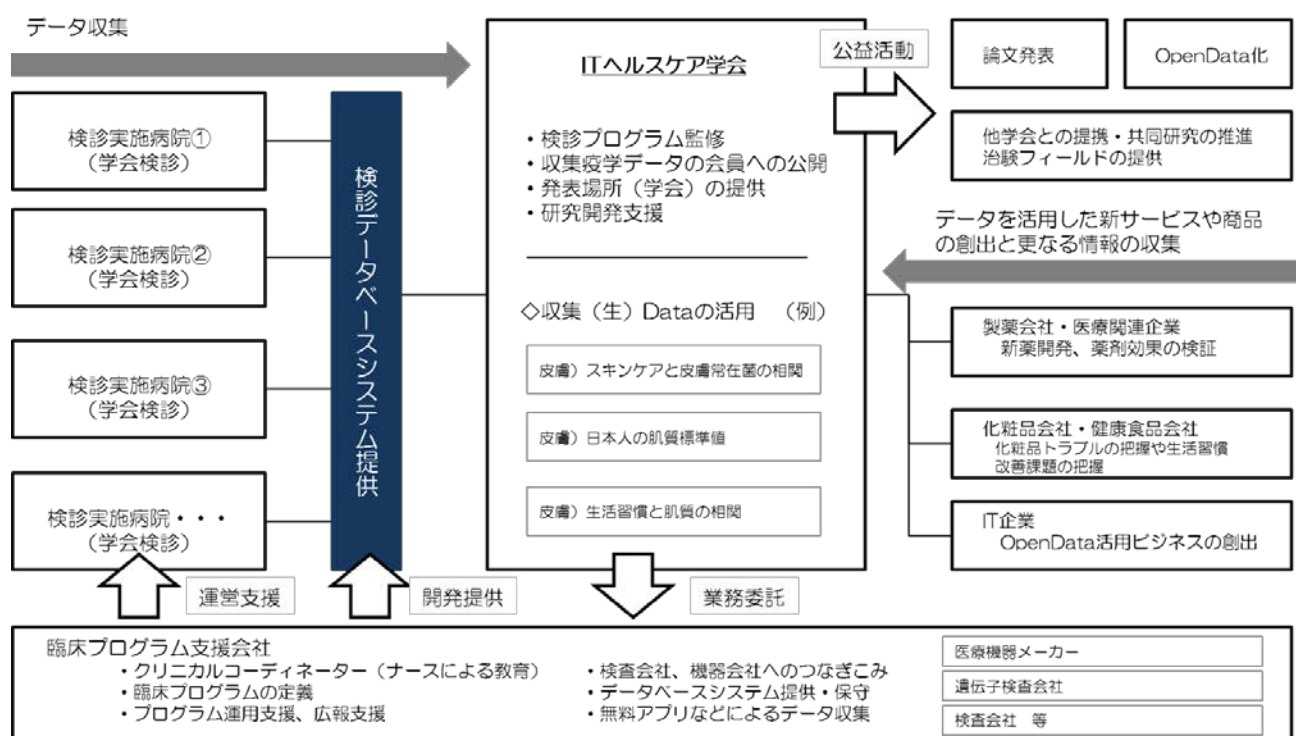 データ収集
検診実施病院①
(学会検診)
検診実施病院②
(学会検診)
検診実施病院③
(学会検診)
検診実施病院・・・
(学会検診)
検診データベースシステム提供
ITヘルスケア学会
・検診プログラム監修
・収集疫学データの会員への公開
・発表場所（学会）の提供
・研究開発支援
◇収集（生）Dataの活用　（例）
皮膚）スキンケアと皮膚常在菌の相関
皮膚）日本人の肌質標準値
皮膚）生活習慣と肌質の相関
公益活動
論文発表
OpenData化
他学会との提携・共同研究の推進
治験フィールドの提供
データを活用した新サービスや商品
の創出と更なる情報の収集
製薬会社・医療関連企業
新薬開発、薬剤効果の検証
化粧品会社・健康食品会社
化粧品トラブルの把握や生活習慣
改善課題の把握
IT企業
OpenData活用ビジネスの創出
運営支援
開発提供
業務委託
臨床プログラム支援会社
・クリニカルコーディネーター（ナースによる教育）
・臨床プログラムの定義
・プログラム運用支援、広報支援
・検査会社、機器会社へのつなぎこみ
・データベースシステム提供・保守
・無料アプリなどによるデータ収集
医療機器メーカー
遺伝子検査会社
検査会社　等